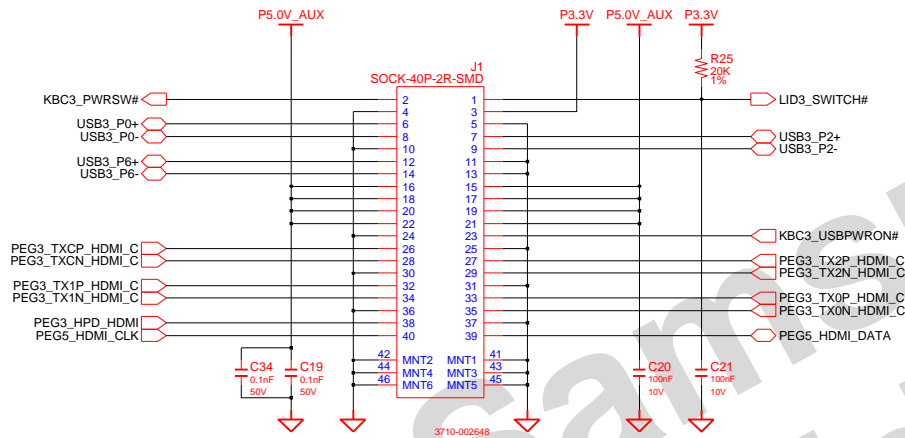 P5.0V_AUX
P3.3V
P5.0V_AUX
P3.3V
R25
20K
1%
J1
SOCK-40P-2R-SMD
KBC3_PWRSW#
2
1
LID3_SWITCH#
4
3
USB3_P0+
6
5
USB3_P0-
8
7
USB3_P2+
10
9
USB3_P2-
USB3_P6+
12
11
USB3_P6-
14
13
16
15
18
17
20
19
22
21
24
23
KBC3_USBPWRON#
PEG3_TXCP_HDMI_C
26
25
PEG3_TXCN_HDMI_C
28
27
PEG3_TX2P_HDMI_C
30
29
PEG3_TX2N_HDMI_C
PEG3_TX1P_HDMI_C
32
31
PEG3_TX1N_HDMI_C
34
33
PEG3_TX0P_HDMI_C
36
35
PEG3_TX0N_HDMI_C
PEG3_HPD_HDMI
38
37
PEG5_HDMI_CLK
40
39
PEG5_HDMI_DATA
42
MNT2
MNT1
41
44
MNT4
MNT3
43
46
MNT6
MNT5
45
C34
0.1nF
50V
C19
0.1nF
50V
C20
100nF
10V
C21
100nF
10V
3710-002648
Sams